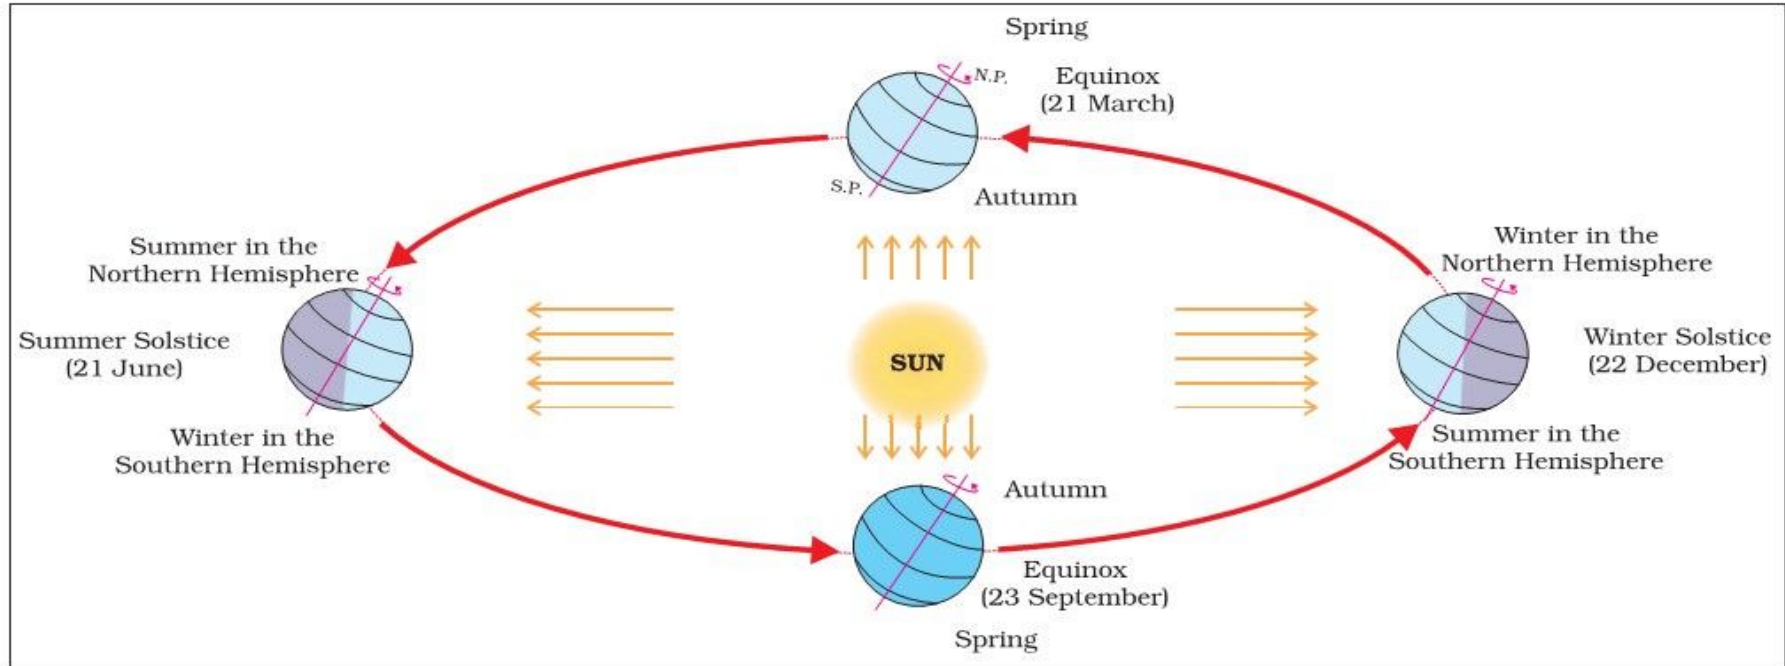 Spring
N.P.
Equinox
(21 March)
S.P.
Autumn
Summer in the
Northern Hemisphere
Winter in the
Northern Hemisphere
Summer Solstice
(21 June)
SUN
Winter Solstice
(22 December)
Winter in the
Southern Hemisphere
Summer in the
Southern Hemisphere
Autumn
Equinox
(23 September)
Spring